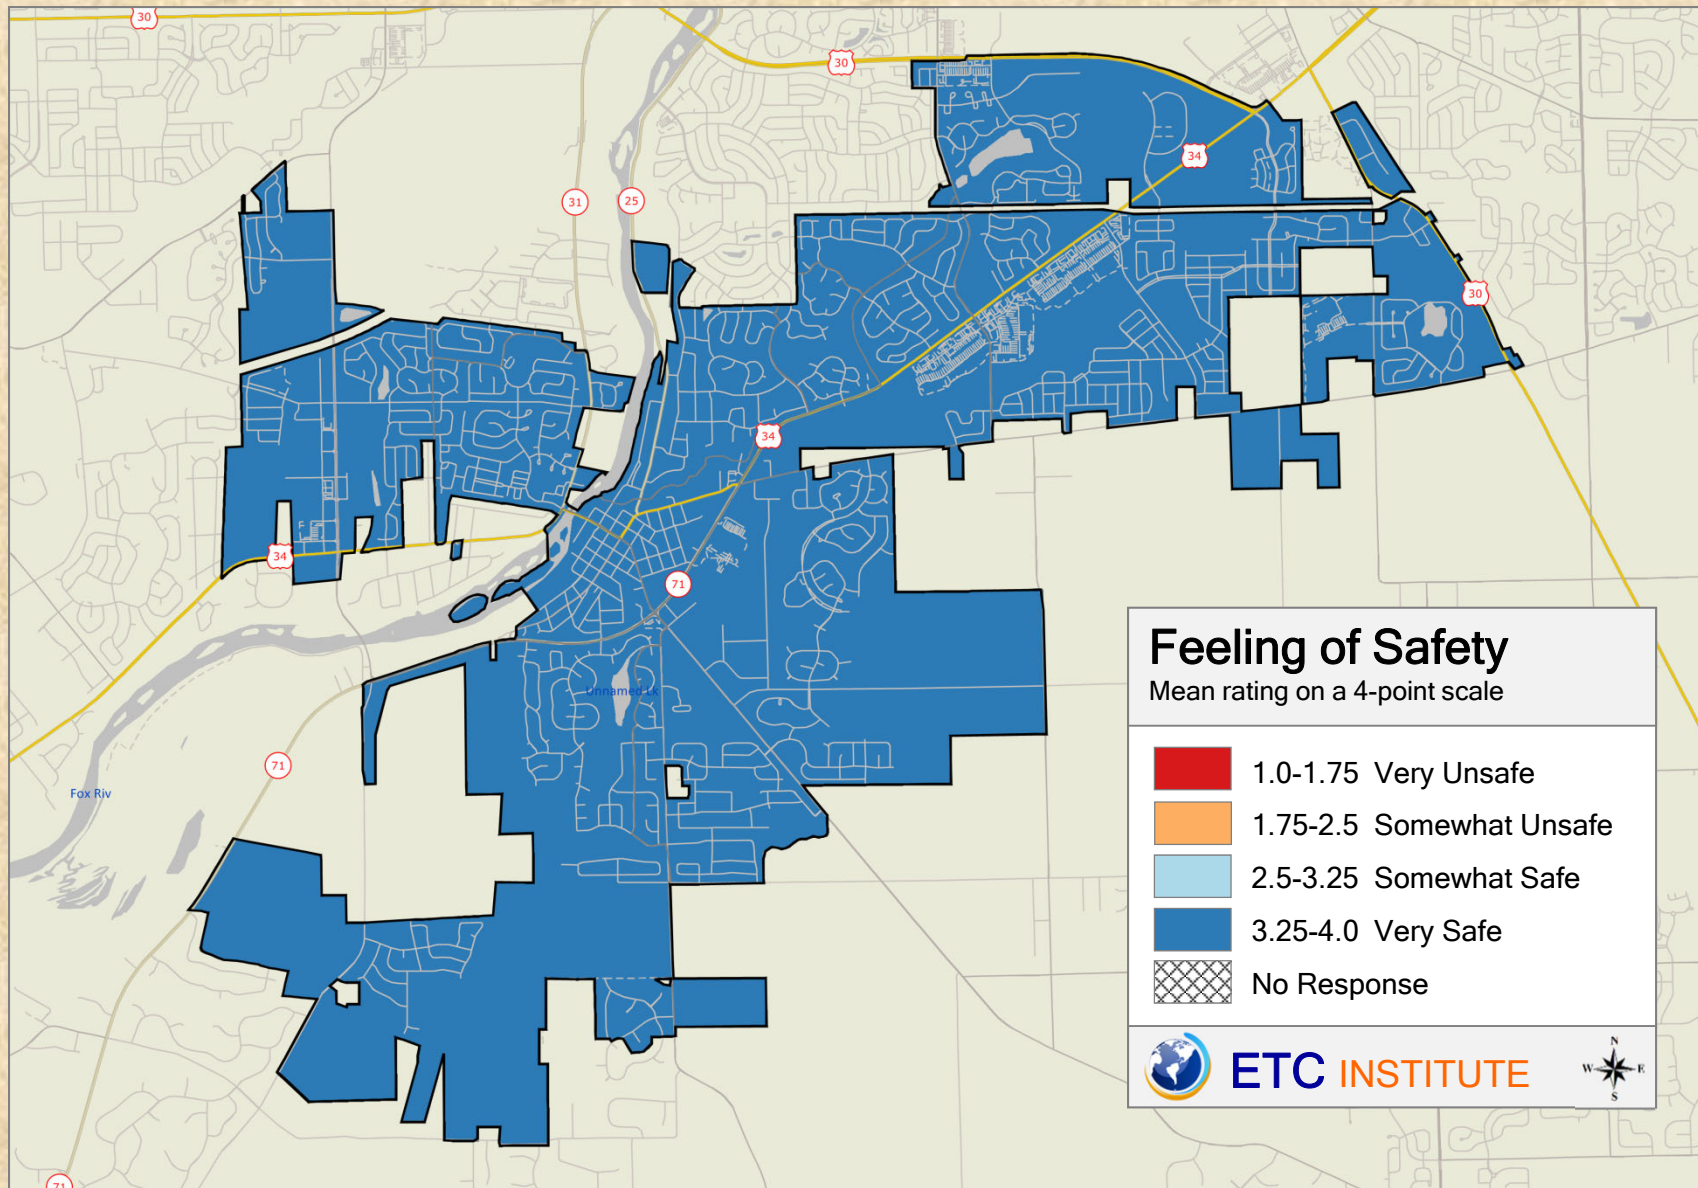 30
30
34
31
25
30
34
34
71
Unnamed Lk
71
Fox Riv
71
Feeling of Safety
Mean rating on a 4-point scale
1.0-1.75 Very Unsafe
1.75-2.5 Somewhat Unsafe
2.5-3.25 Somewhat Safe
3.25-4.0 Very Safe
No Response
ETC INSTITUTE
N
W E
S